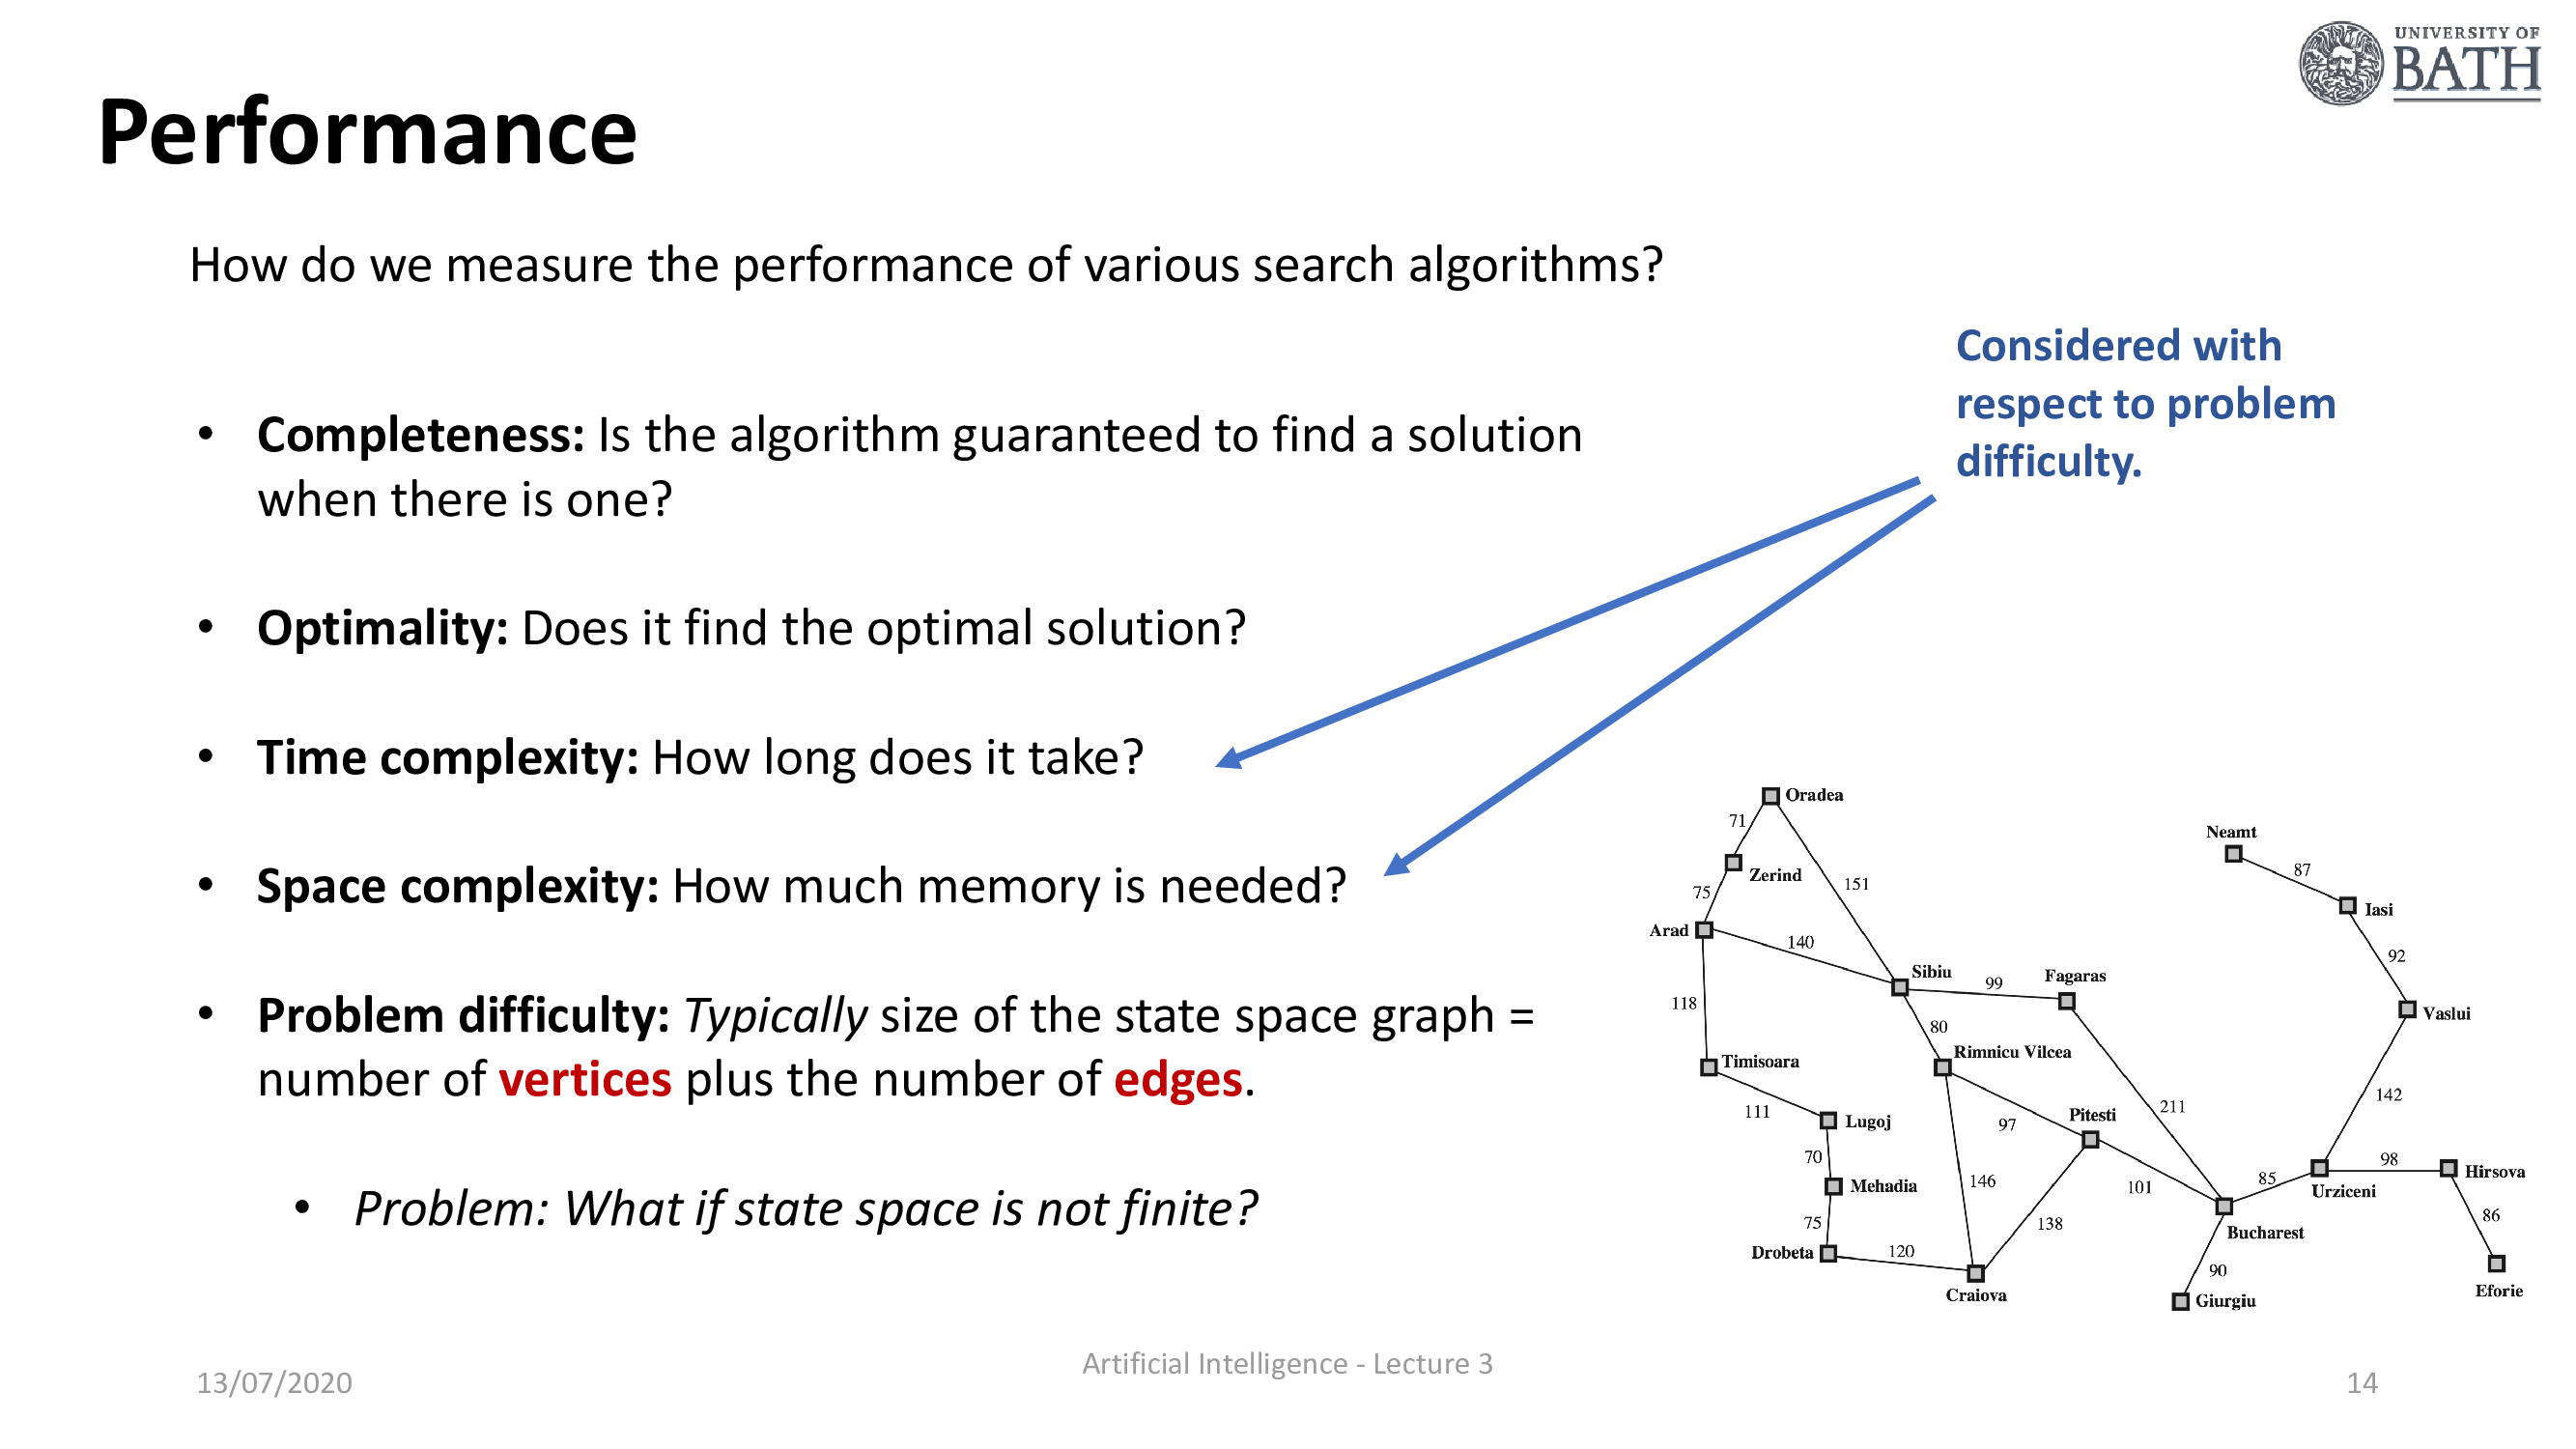 UNIVERSITY OF
BATH
Performance
How do we measure the performance of various search algorithms?
Considered with
respect to problem
difficulty.
• Completeness: Is the algorithm guaranteed to find a solution
when there is one?
• Optimality: Does it find the optimal solution?
• Time complexity: How long does it take?
• Space complexity: How much memory is needed?
• Problem difficulty: Typically size of the state space graph =
number of vertices plus the number of edges.
• Problem: What if state space is not finite?
Oradea
71
Neamt
Zerind
87
151
75
Iasi
Arad
140
92
Sibiu
99
Fagaras
118
80
Vaslui
Rimnicu Vilcea
Timisoara
142
111
211
Pitesti
Lugoj
97
70
98
Hirsova
146
85
Mehadia
101
Urziceni
86
75
138
Bucharest
Drobeta
120
90
Craiova
Giurgiu
Eforie
13/07/2020
Artificial Intelligence - Lecture 3
14